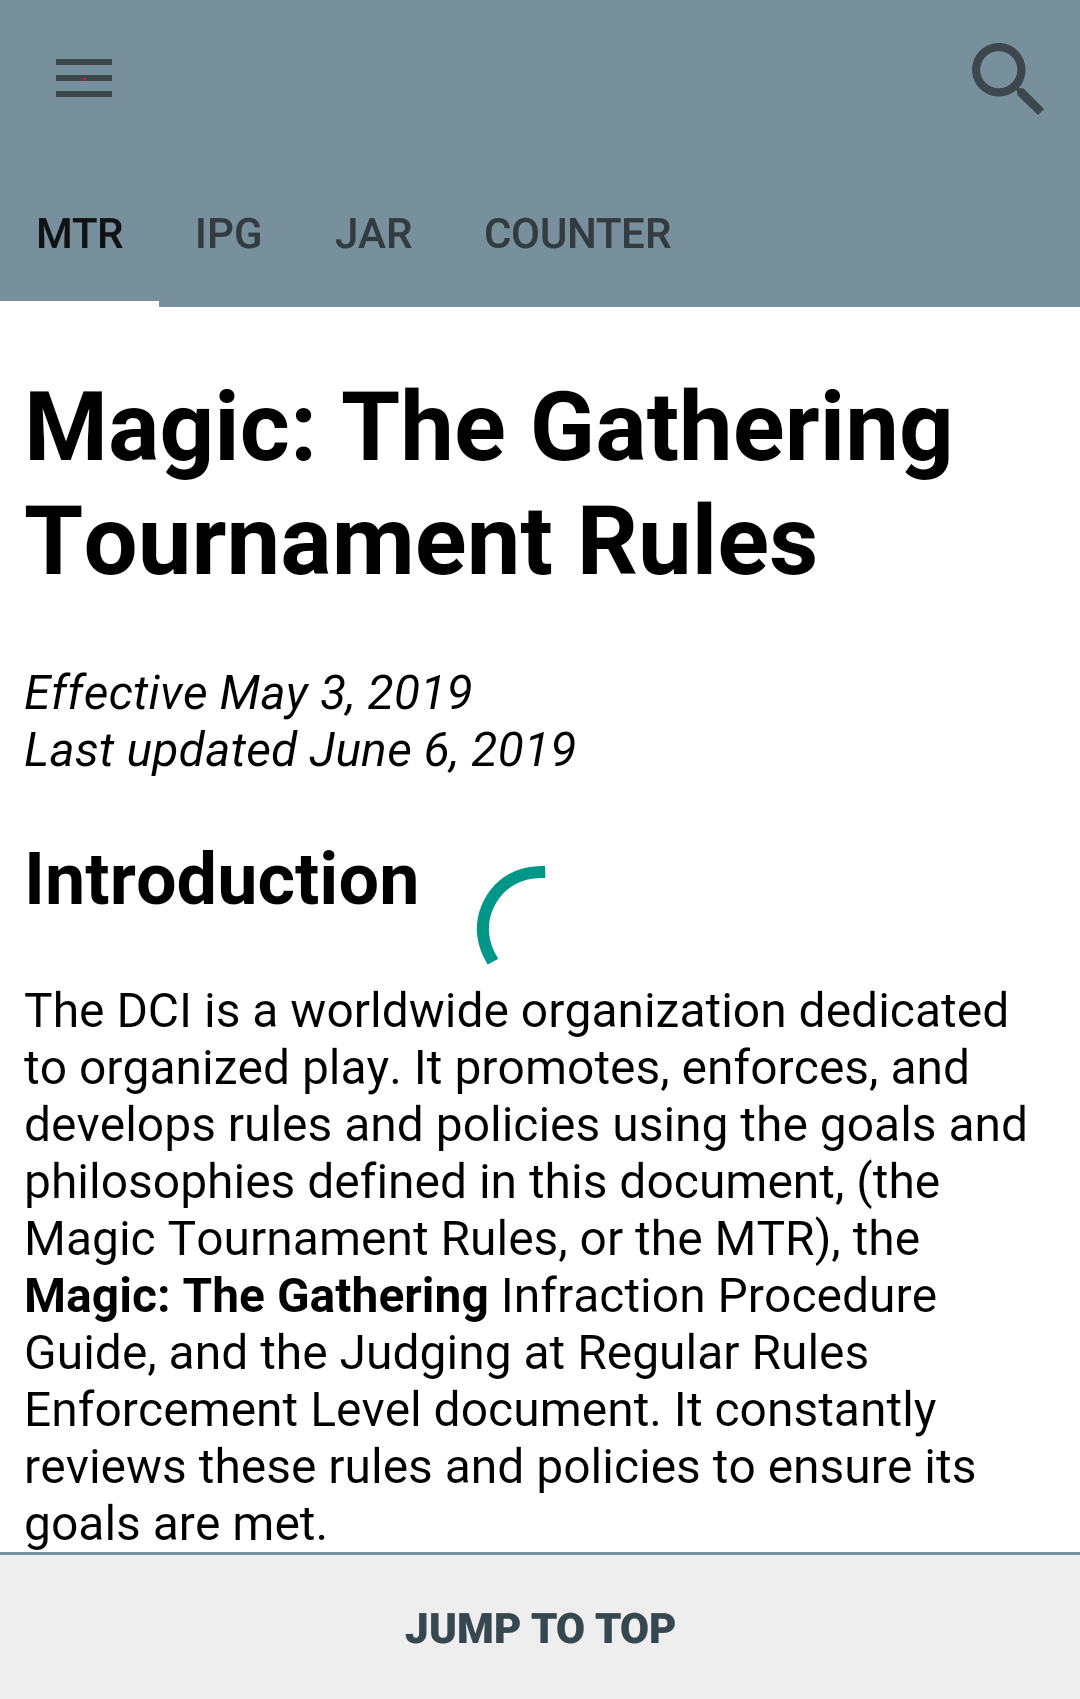 MTR IPG JAR COUNTER
Magic: The Gathering
Tournament Rules
Effective May 3, 2019
Last updated June 6, 2019
Introduction
The DCI is a worldwide organization dedicated
to organized play. It promotes, enforces, and
develops rules and policies using the goals and
philosophies defined in this document, (the
Magic Tournament Rules, or the MTR), the
Magic: The Gathering Infraction Procedure
Guide, and the Judging at Regular Rules
Enforcement Level document. It constantly
reviews these rules and policies to ensure its
goals are met.
JUMP TO TOP